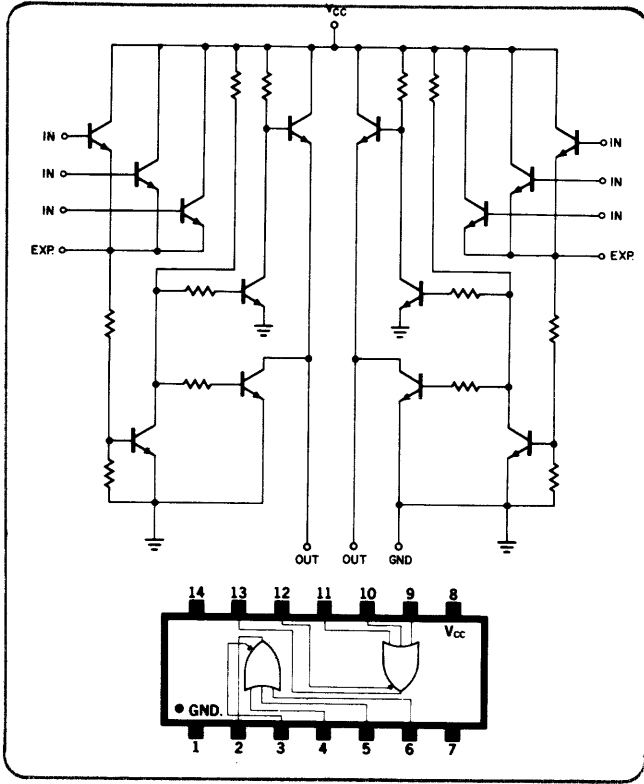 VCC
IN
IN
IN
EXP.
IN
IN
IN
EXP.
OUT OUT GND
14 13 12 11 10 9 8
VCC
GND.
1 2 3 4 5 6 7